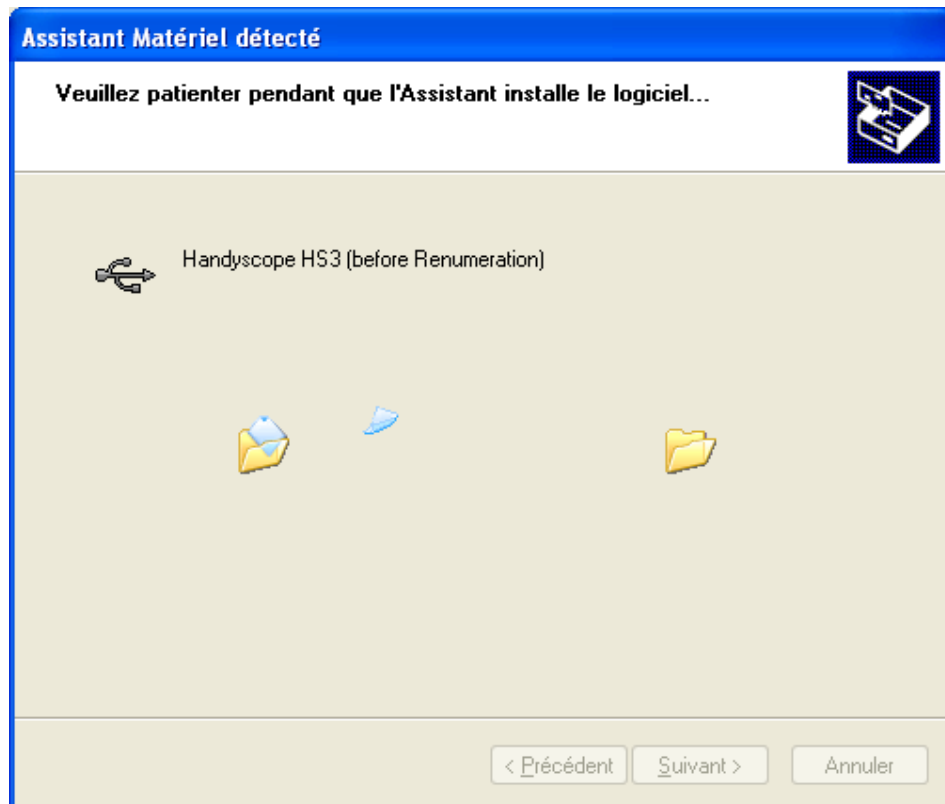 Assistant Matériel détecté
Veuillez patienter pendant que l'Assistant installe le logiciel...
Handyscope HS3 (before Renumeration)
< Précédent
Suivant >
Annuler